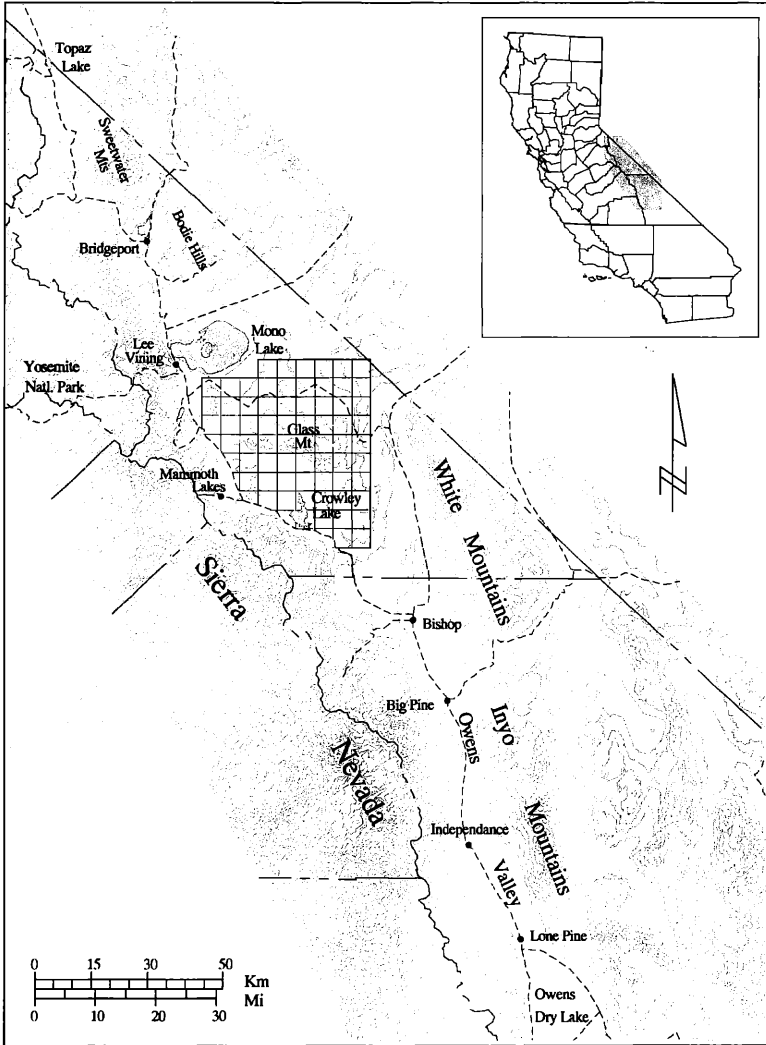 Topaz
Lake
Sweetwater
Mts
Bridgeport
Bodie Hills
Mono
Lake
Lee
Vining
Yosemite
Natl. Park
Glass
Mt
Mammoth
Lakes
Crowley
Lake
White
Mountains
Sierra
Nevada
Bishop
Big Pine
Owens
Valley
Inyo
Mountains
Independance
Lone Pine
Owens
Dry Lake
N
0 15 30 50
Km
Mi
0 10 20 30